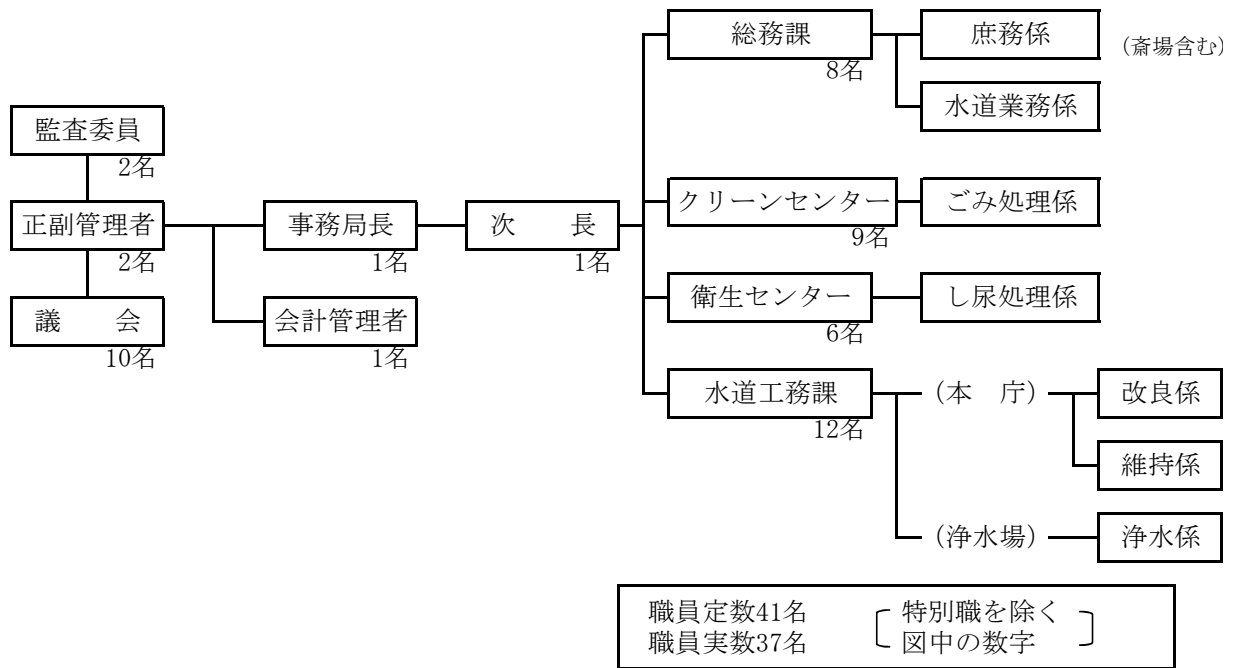 総務課
8名
庶務係
(斎場含む)
水道業務係
監査委員
2名
正副管理者
2名
議　　会
10名
事務局長
1名
会計管理者
1名
次　　長
1名
クリーンセンター
9名
ごみ処理係
衛生センター
6名
し尿処理係
水道工務課
12名
(本　庁)
改良係
維持係
(浄水場)
浄水係
職員定数41名
職員実数37名
特別職を除く
図中の数字